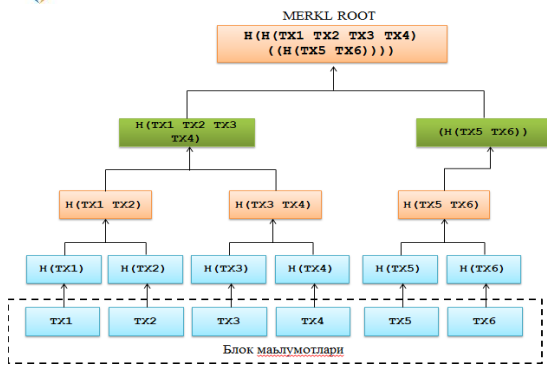 MERKL ROOT
H(H(TX1 TX2 TX3 TX4)
((H(TX5 TX6))))
H(TX1 TX2 TX3
TX4)
(H(TX5 TX6))
H(TX1 TX2)
H(TX3 TX4)
H(TX5 TX6)
H(TX1)
H(TX2)
H(TX3)
H(TX4)
H(TX5)
H(TX6)
TX1
TX2
TX3
TX4
TX5
TX6
Блок маьлумотлари